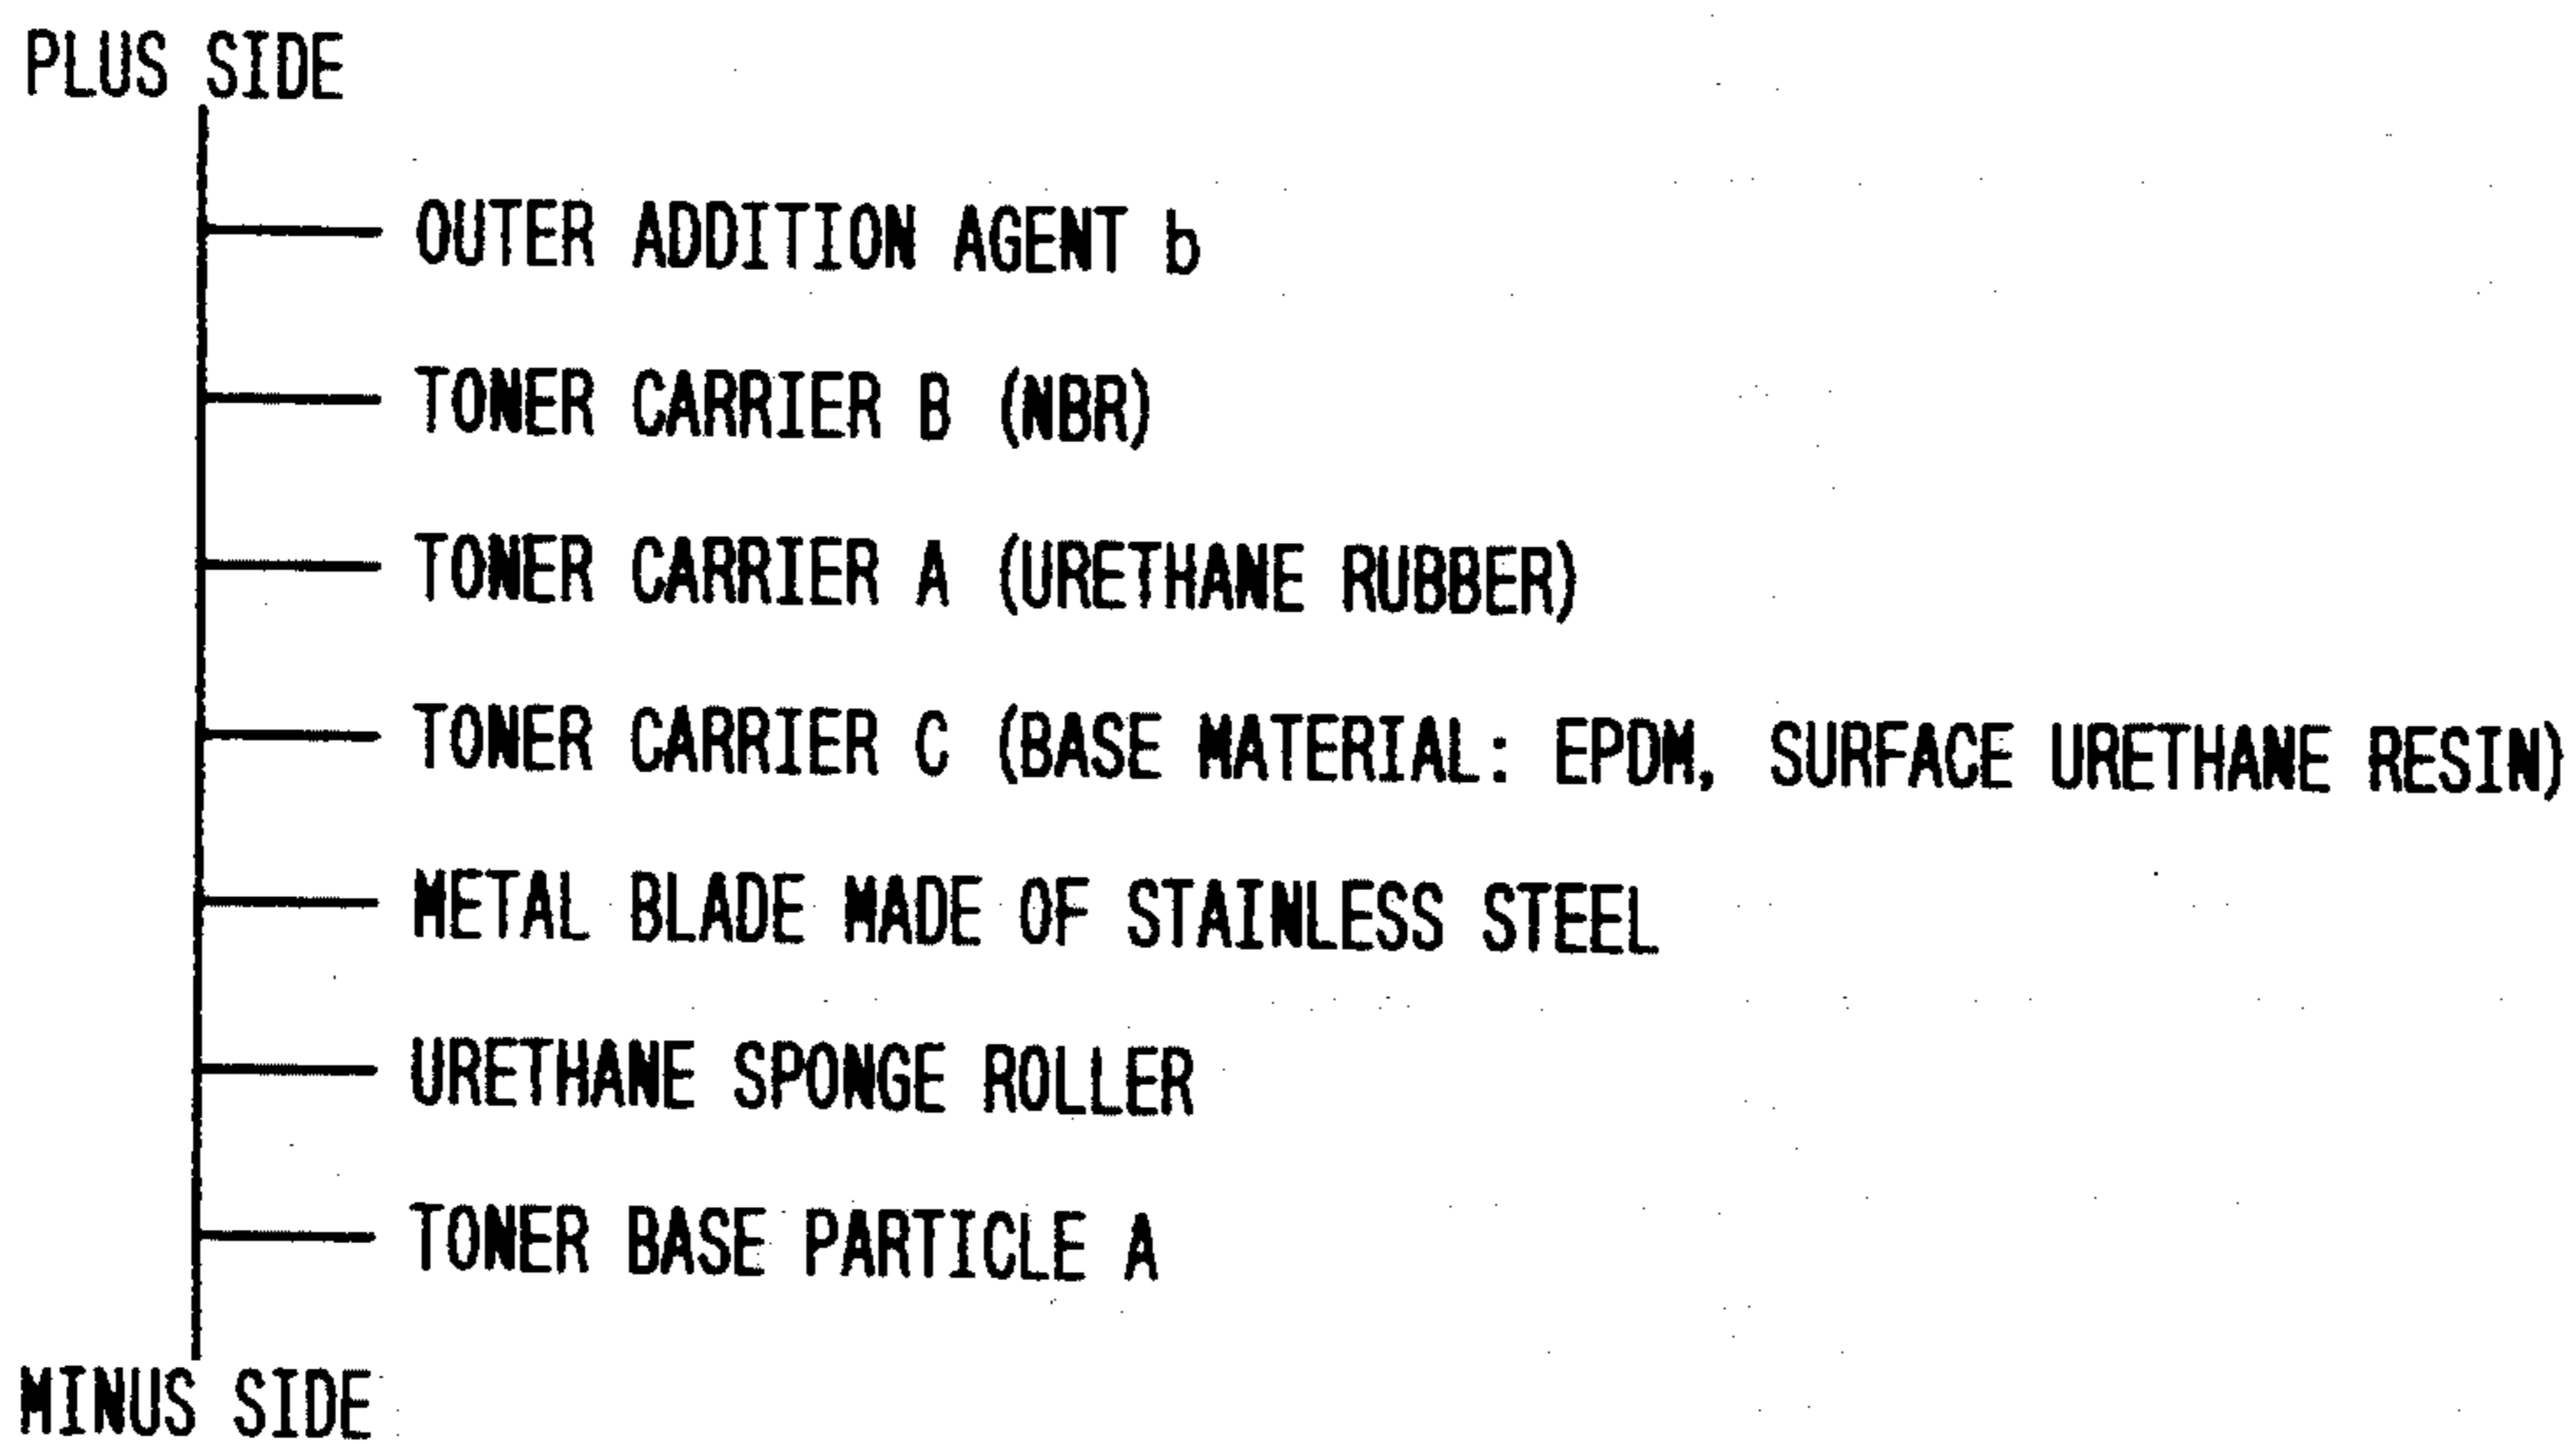 PLUS SIDE
OUTER ADDITION AGENT b
TONER CARRIER B (NBR)
TONER CARRIER A (URETHANE RUBBER)
TONER CARRIER C (BASE MATERIAL: EPDM, SURFACE URETHANE RESIN)
METAL BLADE MADE OF STAINLESS STEEL
URETHANE SPONGE ROLLER
TONER BASE PARTICLE A
MINUS SIDE